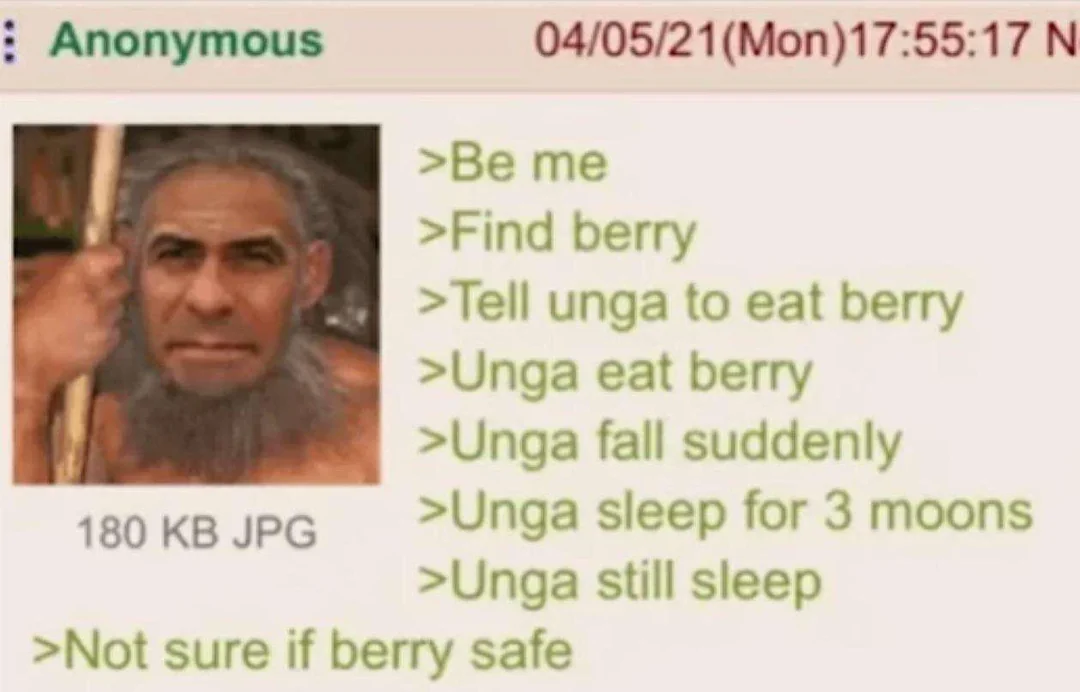 Anonymous 04/05/21(Mon)17:55:17 N
>Be me
>Find berry
>Tell unga to eat berry
>Unga eat berry
>Unga fall suddenly
>Unga sleep for 3 moons
>Unga still sleep
180 KB JPG
>Not sure if berry safe